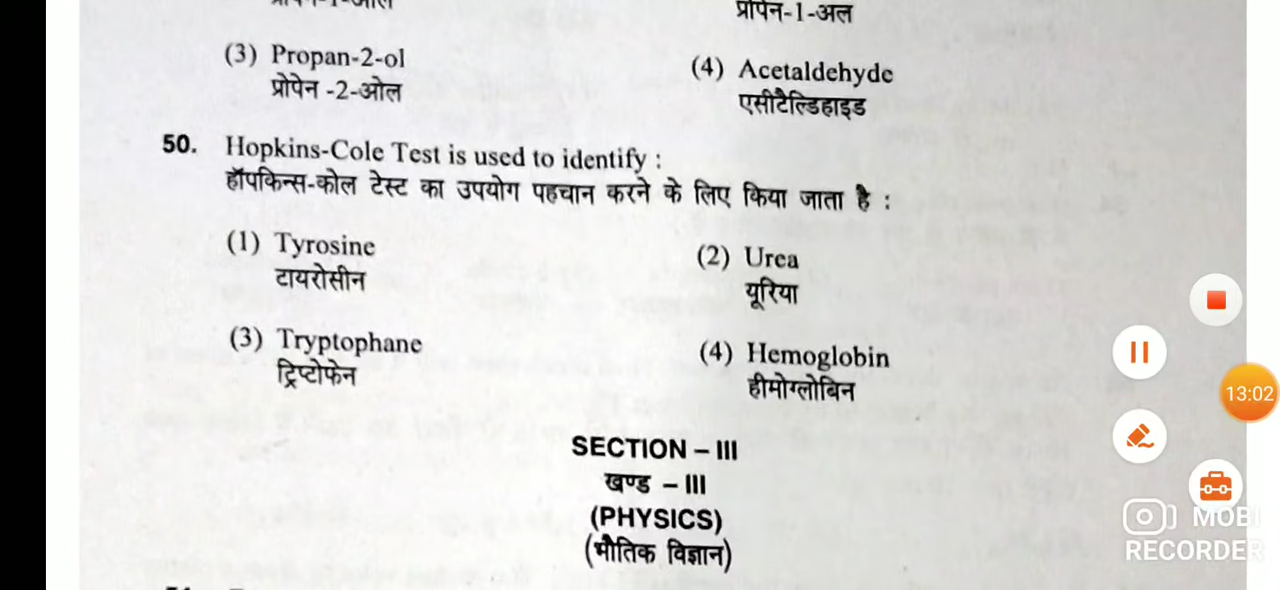 प्रोपेन-1-अल
(3) Propan-2-ol
प्रोपेन -2-ओल
(4) Acetaldehyde
एसीटैल्डिहाइड
50. Hopkins-Cole Test is used to identify :
हॉपकिन्स-कोल टेस्ट का उपयोग पहचान करने के लिए किया जाता है :
(1) Tyrosine
टायरोसीन
(2) Urea
यूरिया
(3) Tryptophane
ट्रिप्टोफेन
(4) Hemoglobin
हीमोग्लोबिन
SECTION – III
खण्ड – III
(PHYSICS)
(भौतिक विज्ञान)
13:02
MOBI
RECORDER